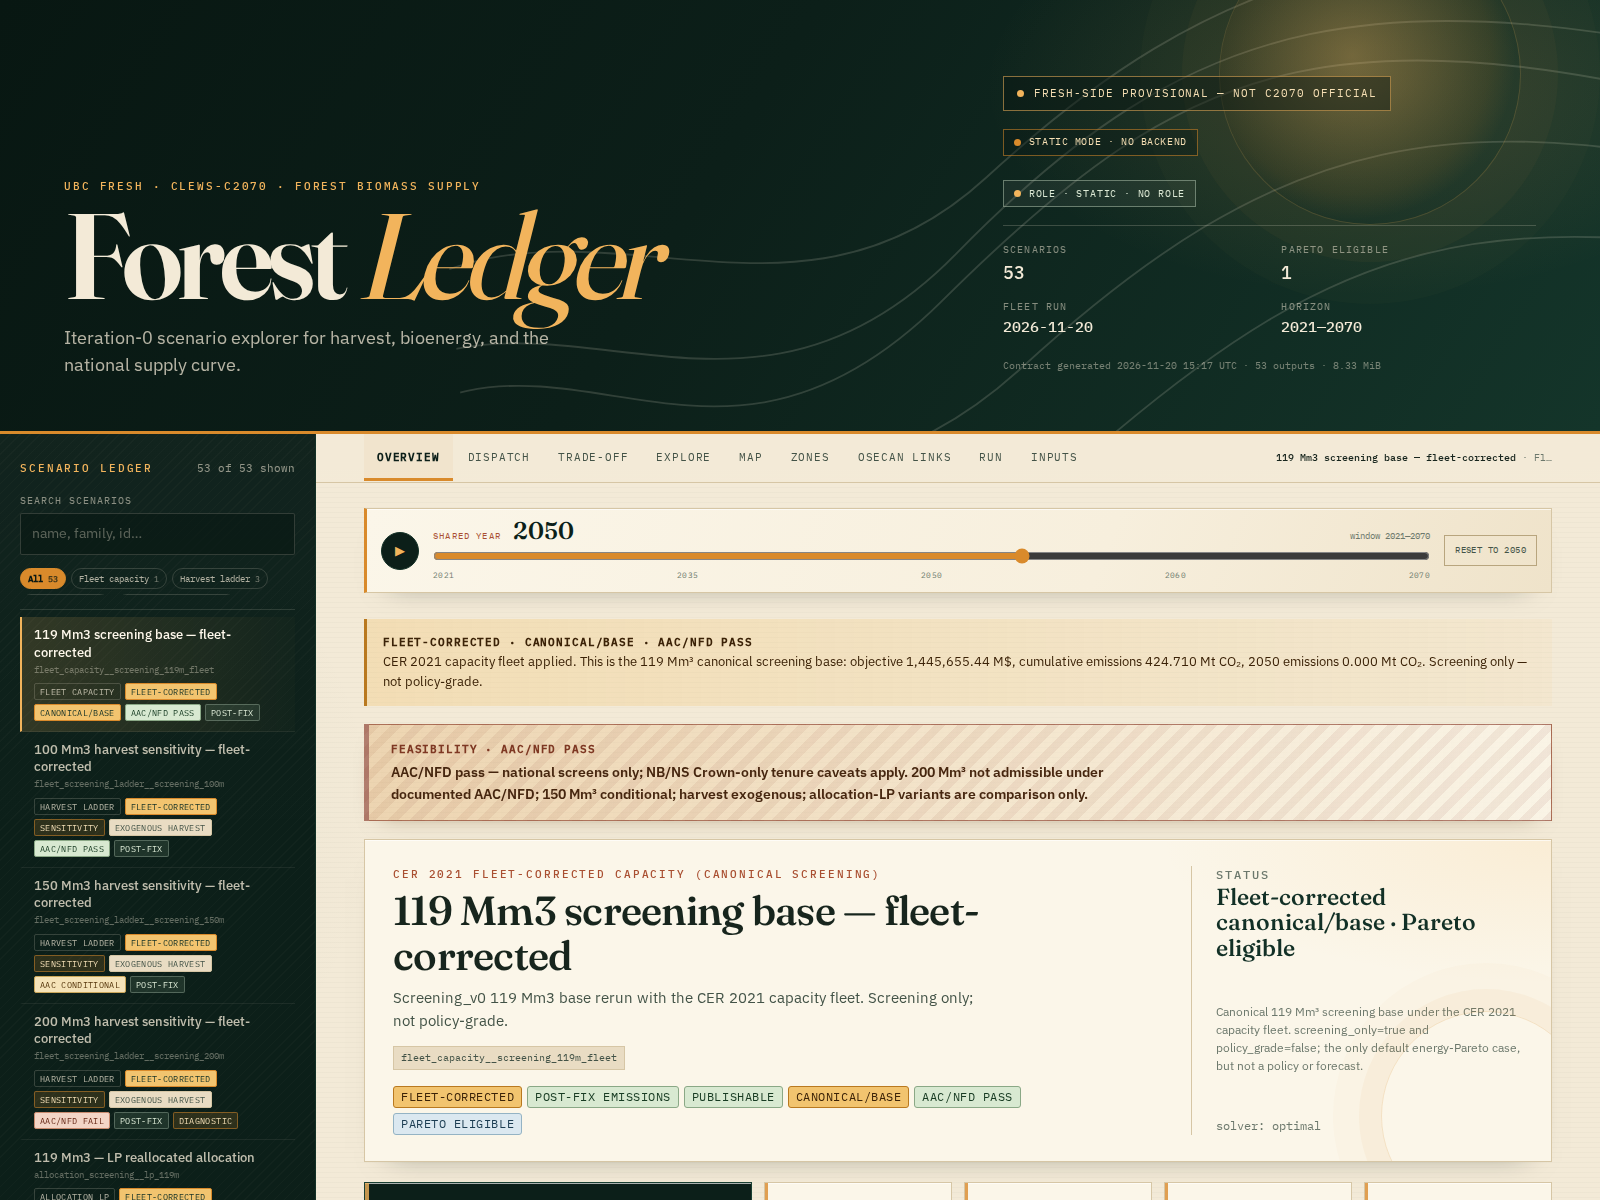 UBC FRESH · CLEWS-C2070 · FOREST BIOMASS SUPPLY
Forest Ledger
Iteration-0 scenario explorer for harvest, bioenergy, and the
national supply curve.
FRESH-SIDE PROVISIONAL — NOT C2070 OFFICIAL
STATIC MODE · NO BACKEND
ROLE · STATIC · NO ROLE
SCENARIOS
53
PARETO ELIGIBLE
1
FLEET RUN
2026-11-20
HORIZON
2021–2070
Contract generated 2026-11-20 15:17 UTC · 53 outputs · 8.33 MiB
SCENARIO LEDGER
53 of 53 shown
SEARCH SCENARIOS
name, family, id...
All 53
Fleet capacity 1
Harvest ladder 3
119 Mm3 screening base — fleet-
corrected
fleet_capacity__screening_119m_fleet
FLEET CAPACITY
FLEET-CORRECTED
CANONICAL/BASE
AAC/NFD PASS
POST-FIX
100 Mm3 harvest sensitivity — fleet-
corrected
fleet_screening_ladder__screening_100m
HARVEST LADDER
FLEET-CORRECTED
SENSITIVITY
EXOGENOUS HARVEST
AAC/NFD PASS
POST-FIX
150 Mm3 harvest sensitivity — fleet-
corrected
fleet_screening_ladder__screening_150m
HARVEST LADDER
FLEET-CORRECTED
SENSITIVITY
EXOGENOUS HARVEST
AAC CONDITIONAL
POST-FIX
200 Mm3 harvest sensitivity — fleet-
corrected
fleet_screening_ladder__screening_200m
HARVEST LADDER
FLEET-CORRECTED
SENSITIVITY
EXOGENOUS HARVEST
AAC/NFD FAIL
POST-FIX
DIAGNOSTIC
119 Mm3 — LP reallocated allocation
allocation_screening__lp_119m
ALLOCATION LP
FLEET-CORRECTED
OVERVIEW
DISPATCH
TRADE-OFF
EXPLORE
MAP
ZONES
OSECAN LINKS
RUN
INPUTS
119 Mm3 screening base — fleet-corrected · Fl…
SHARED YEAR 2050
window 2021–2070
2021
2035
2050
2060
2070
RESET TO 2050
FLEET-CORRECTED · CANONICAL/BASE · AAC/NFD PASS
CER 2021 capacity fleet applied. This is the 119 Mm³ canonical screening base: objective 1,445,655.44 M$, cumulative emissions 424.710 Mt CO₂, 2050 emissions 0.000 Mt CO₂. Screening only —
not policy-grade.
FEASIBILITY · AAC/NFD PASS
AAC/NFD pass — national screens only; NB/NS Crown-only tenure caveats apply. 200 Mm³ not admissible under
documented AAC/NFD; 150 Mm³ conditional; harvest exogenous; allocation-LP variants are comparison only.
CER 2021 FLEET-CORRECTED CAPACITY (CANONICAL SCREENING)
119 Mm3 screening base — fleet-
corrected
Screening_v0 119 Mm3 base rerun with the CER 2021 capacity fleet. Screening only;
not policy-grade.
fleet_capacity__screening_119m_fleet
FLEET-CORRECTED
POST-FIX EMISSIONS
PUBLISHABLE
CANONICAL/BASE
AAC/NFD PASS
PARETO ELIGIBLE
STATUS
Fleet-corrected
canonical/base · Pareto
eligible
Canonical 119 Mm³ screening base under the CER 2021
capacity fleet. screening_only=true and
policy_grade=false; the only default energy-Pareto case,
but not a policy or forecast.
solver: optimal